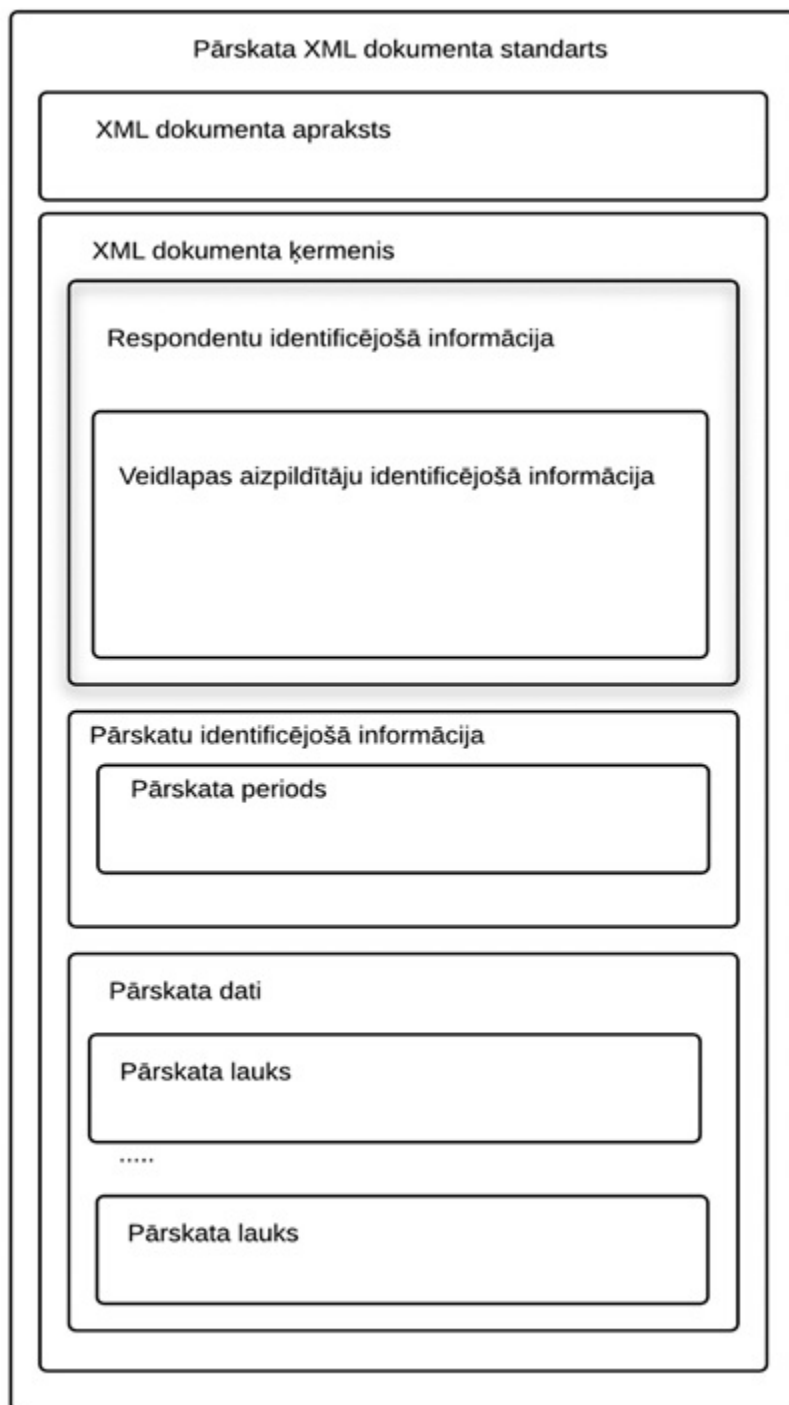 Pārskata XML dokumenta standarts
XML dokumenta apraksts
XML dokumenta ķermenis
Respondentu identificējošā informācija
Veidlapas aizpildītāju identificējošā informācija
Pārskatu identificējošā informācija
Pārskata periods
Pārskata dati
Pārskata lauks
.....
Pārskata lauks